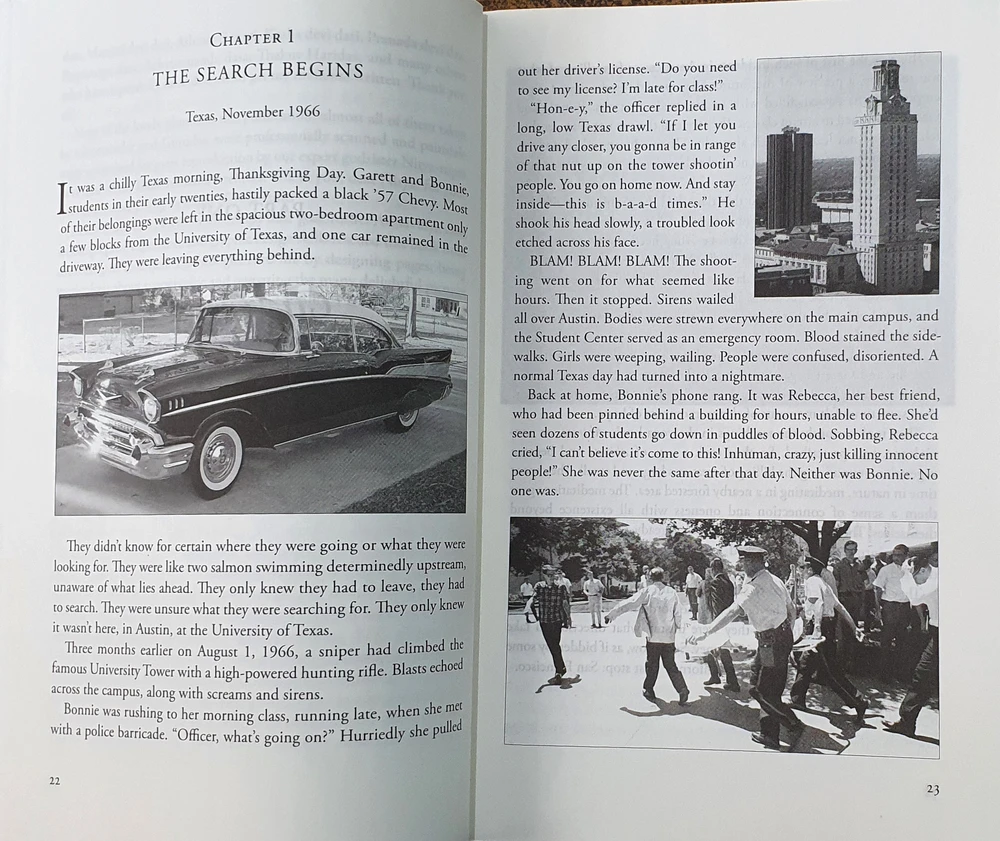 CHAPTER 1
THE SEARCH BEGINS
Texas, November 1966
It was a chilly Texas morning, Thanksgiving Day. Garett and Bonnie,
students in their early twenties, hastily packed a black '57 Chevy. Most
of their belongings were left in the spacious two-bedroom apartment only
a few blocks from the University of Texas, and one car remained in the
driveway. They were leaving everything behind.
They didn't know for certain where they were going or what they were
looking for. They were like two salmon swimming determinedly upstream,
unaware of what lies ahead. They only knew they had to leave, they had
to search. They were unsure what they were searching for. They only knew
it wasn't here, in Austin, at the University of Texas.
Three months earlier on August 1, 1966, a sniper had climbed the
famous University Tower with a high-powered hunting rifle. Blasts echoed
across the campus, along with screams and sirens.
Bonnie was rushing to her morning class, running late, when she met
with a police barricade. "Officer, what's going on?" Hurriedly she pulled
22
out her driver's license. "Do you need
to see my license? I'm late for class!"
"Hon-e-y," the officer replied in a
long, low Texas drawl. "If I let you
drive any closer, you gonna be in range
of that nut up on the tower shootin'
people. You go on home now. And stay
inside—this is b-a-a-d times." He
shook his head slowly, a troubled look
etched across his face.
BLAM! BLAM! BLAM! The shoot-
ing went on for what seemed like
hours. Then it stopped. Sirens wailed
all over Austin. Bodies were strewn everywhere on the main campus, and
the Student Center served as an emergency room. Blood stained the side-
walks. Girls were weeping, wailing. People were confused, disoriented. A
normal Texas day had turned into a nightmare.
Back at home, Bonnie's phone rang. It was Rebecca, her best friend,
who had been pinned behind a building for hours, unable to flee. She'd
seen dozens of students go down in puddles of blood. Sobbing, Rebecca
cried, "I can't believe it's come to this! Inhuman, crazy, just killing innocent
people!" She was never the same after that day. Neither was Bonnie. No
one was.
23